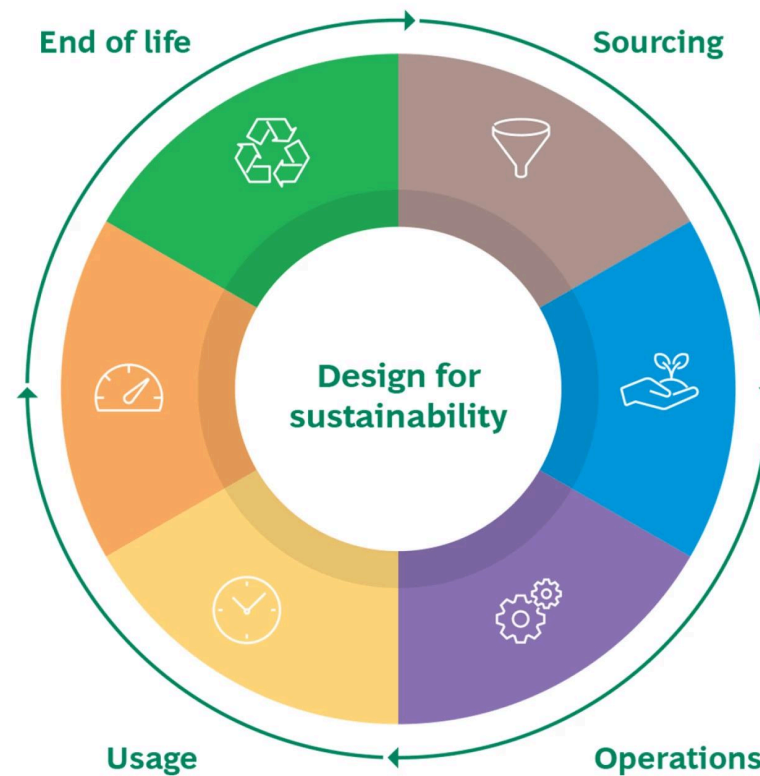 End of life
Sourcing
Design for
sustainability
Usage
Operations